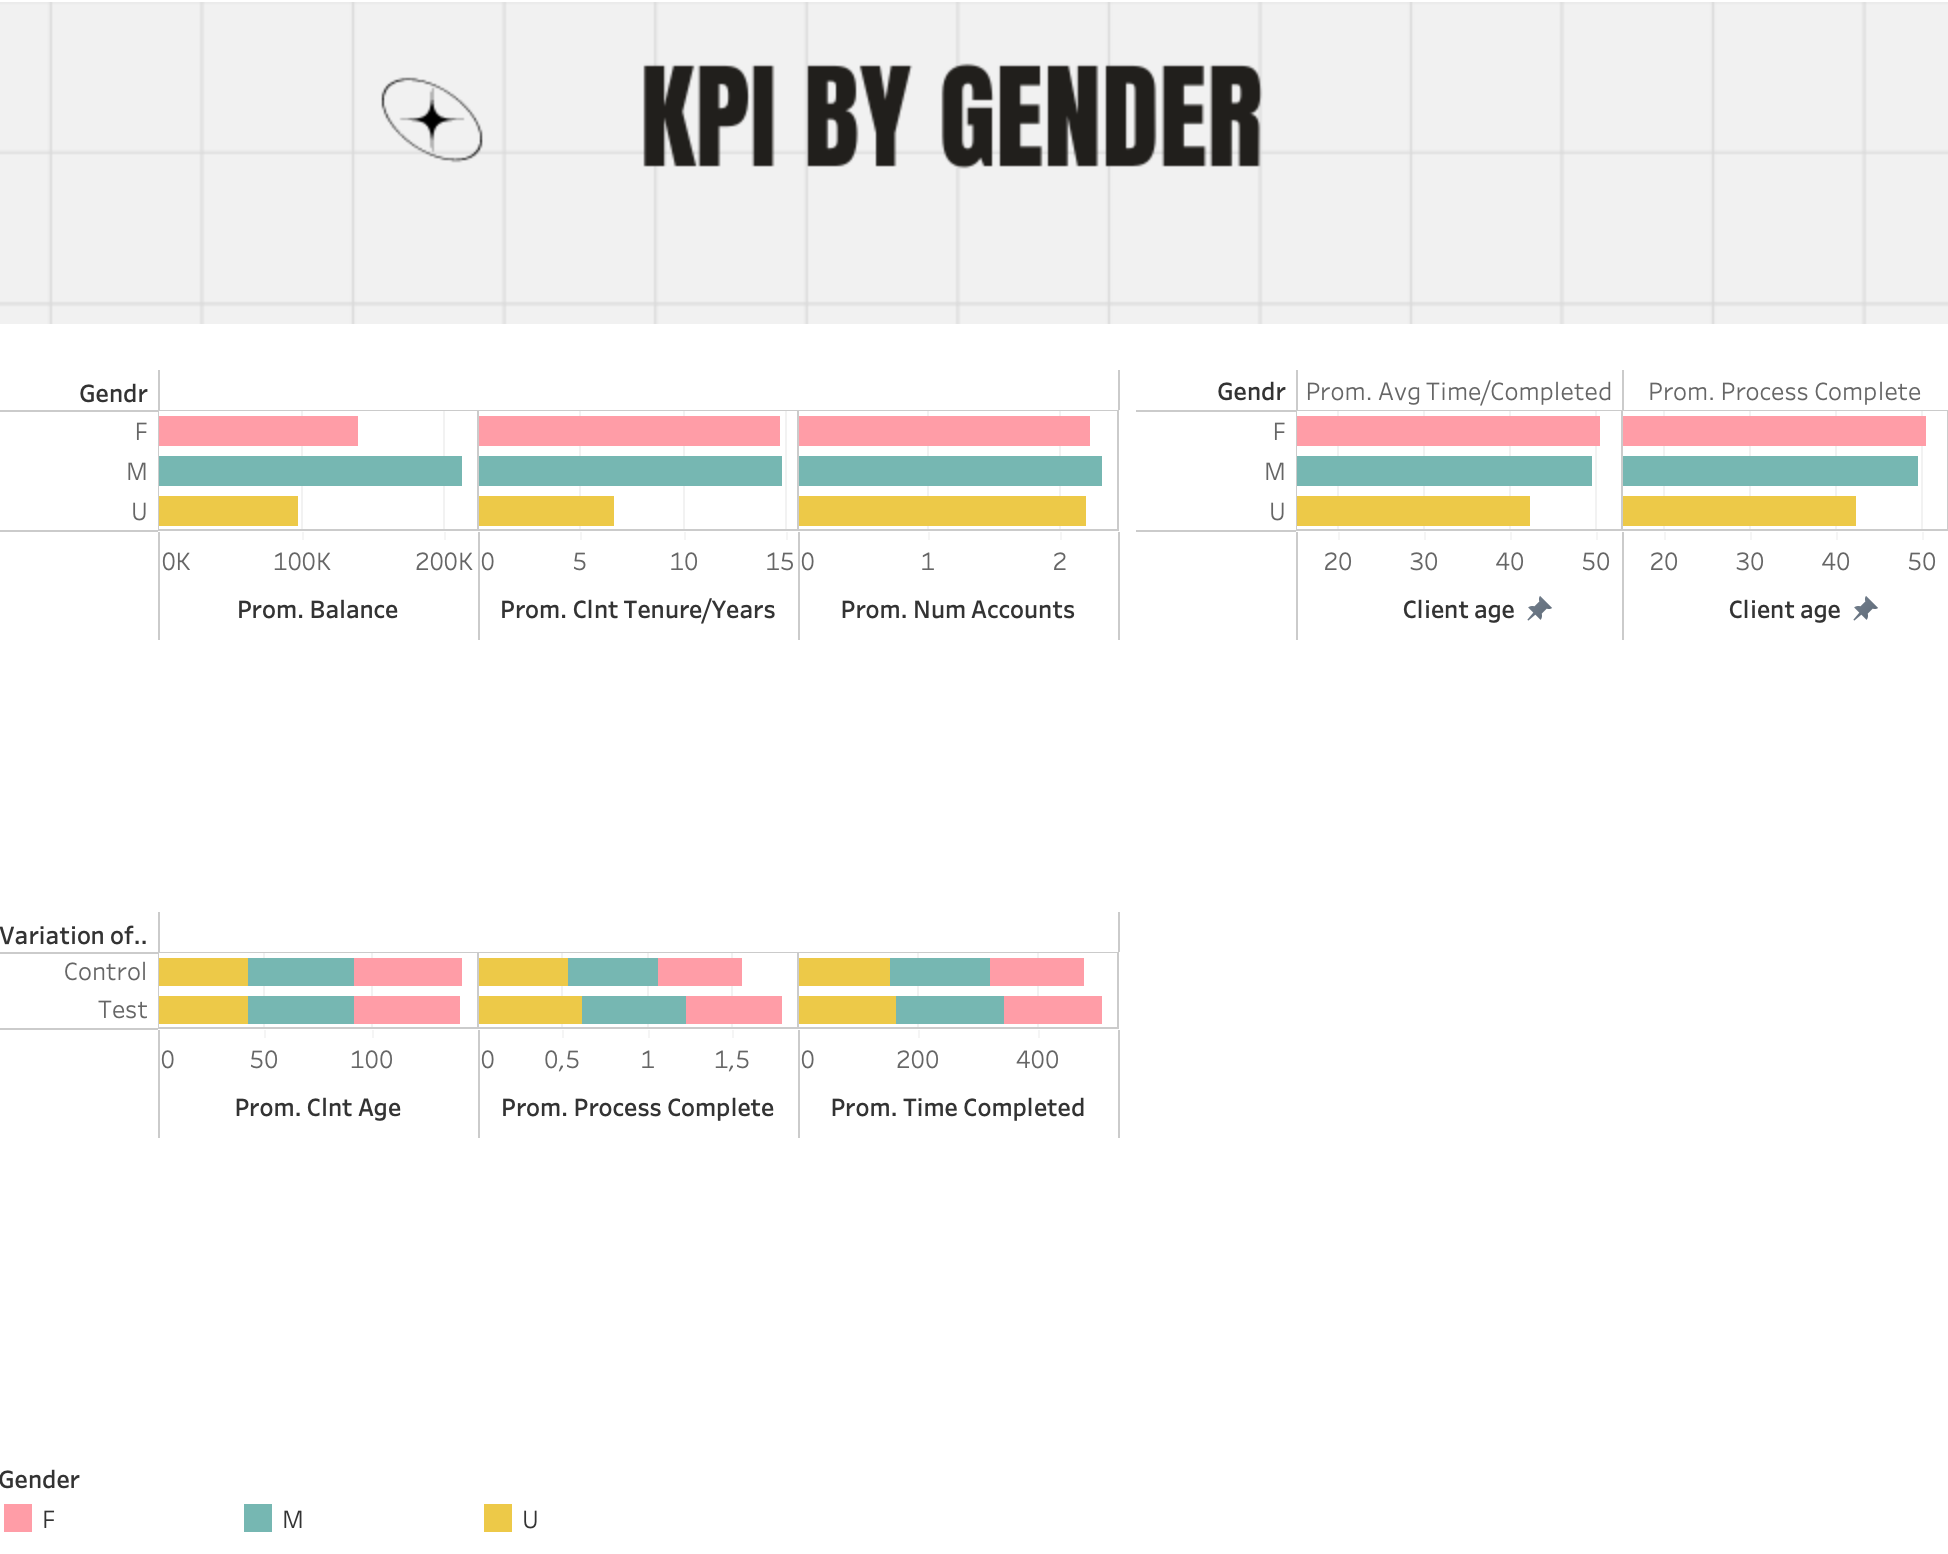 KPI BY GENDER
Gendr
F
M
U
0K 100K 200K 0 5 10 15 0 1 2
Prom. Balance Prom. Clnt Tenure/Years Prom. Num Accounts
Gendr Prom. Avg Time/Completed Prom. Process Complete
F
M
U
20 30 40 50 20 30 40 50
Client age Client age
Variation of..
Control
Test
0 50 100 0 0,5 1 1,5 0 200 400
Prom. Clnt Age Prom. Process Complete Prom. Time Completed
Gender
F M U